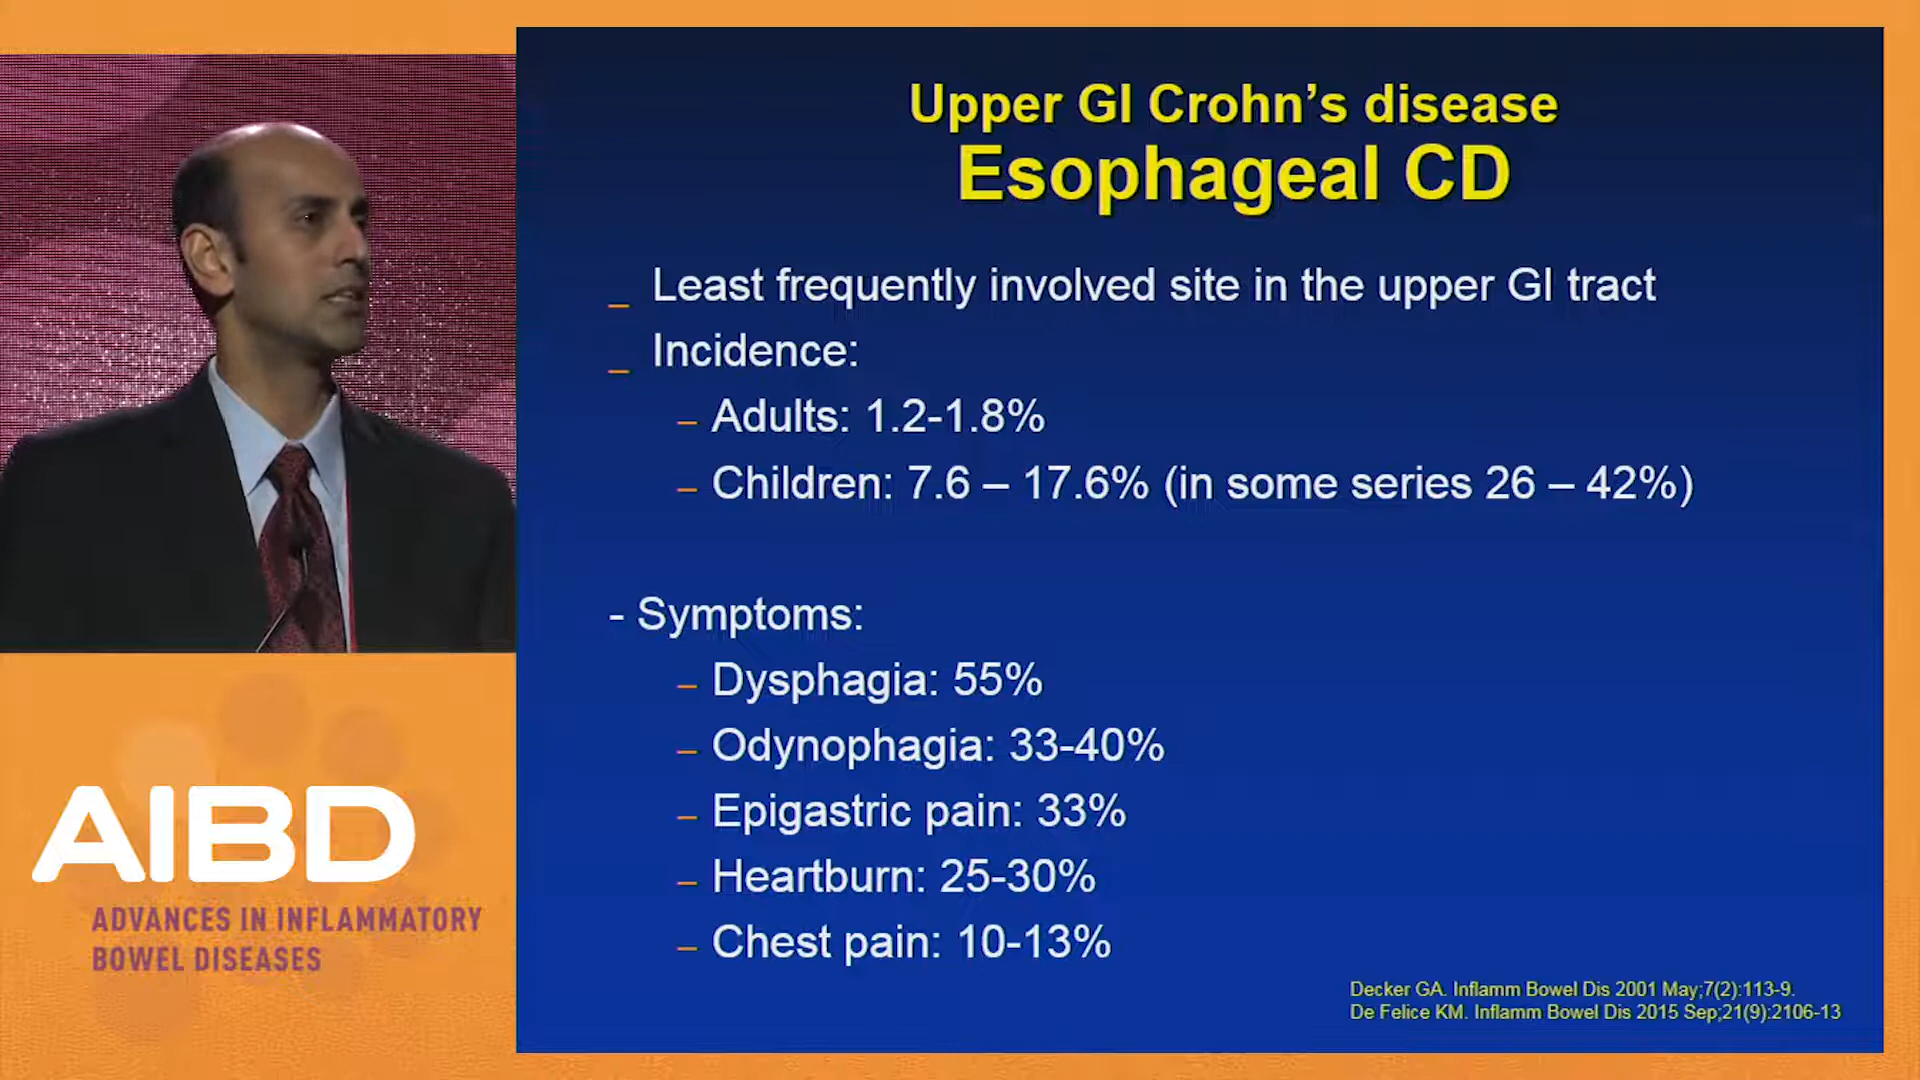 Upper GI Crohn’s disease
Esophageal CD
_ Least frequently involved site in the upper GI tract
_ Incidence:
– Adults: 1.2-1.8%
– Children: 7.6 – 17.6% (in some series 26 – 42%)
- Symptoms:
– Dysphagia: 55%
– Odynophagia: 33-40%
– Epigastric pain: 33%
– Heartburn: 25-30%
– Chest pain: 10-13%
Decker GA. Inflamm Bowel Dis 2001 May;7(2):113-9.
De Felice KM. Inflamm Bowel Dis 2015 Sep;21(9):2106-13
AIBD
ADVANCES IN INFLAMMATORY
BOWEL DISEASES